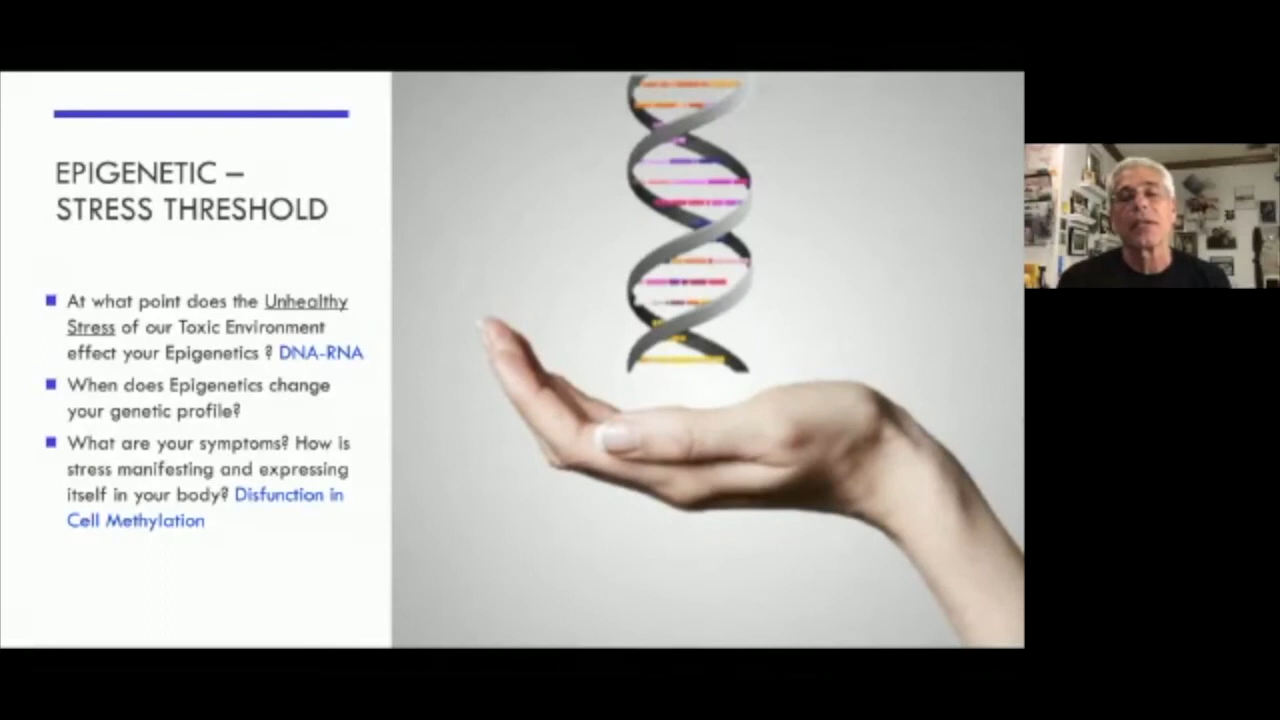 EPIGENETIC –
STRESS THRESHOLD
At what point does the Unhealthy
Stress of our Toxic Environment
effect your Epigenetics ? DNA-RNA
When does Epigenetics change
your genetic profile?
What are your symptoms? How is
stress manifesting and expressing
itself in your body? Disfunction in
Cell Methylation